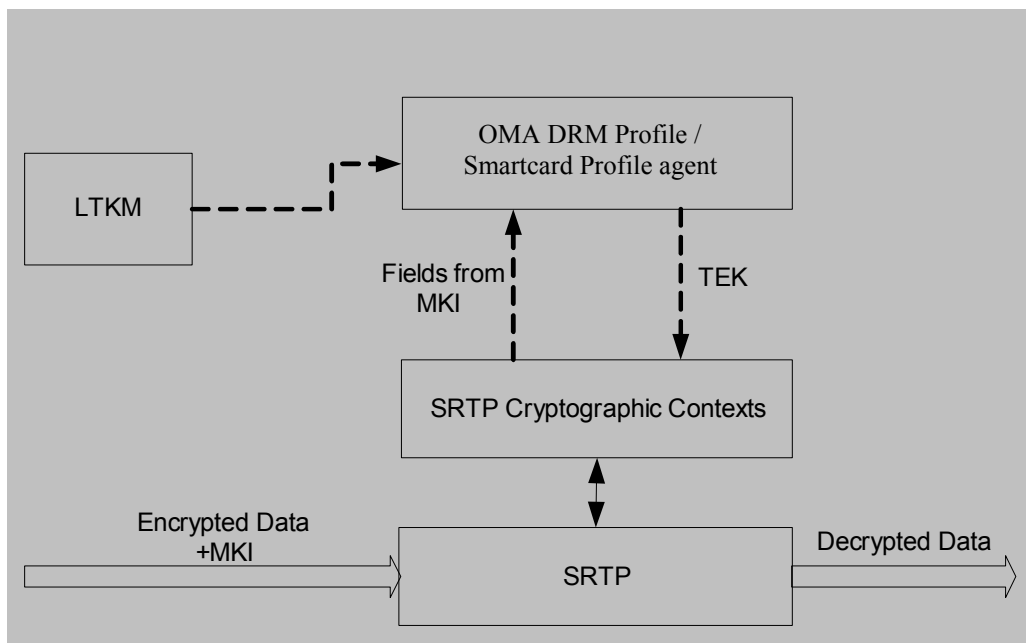 OMA DRM Profile /
Smartcard Profile agent
LTKM
Fields from
MKI
TEK
SRTP Cryptographic Contexts
Encrypted Data
+MKI
SRTP
Decrypted Data